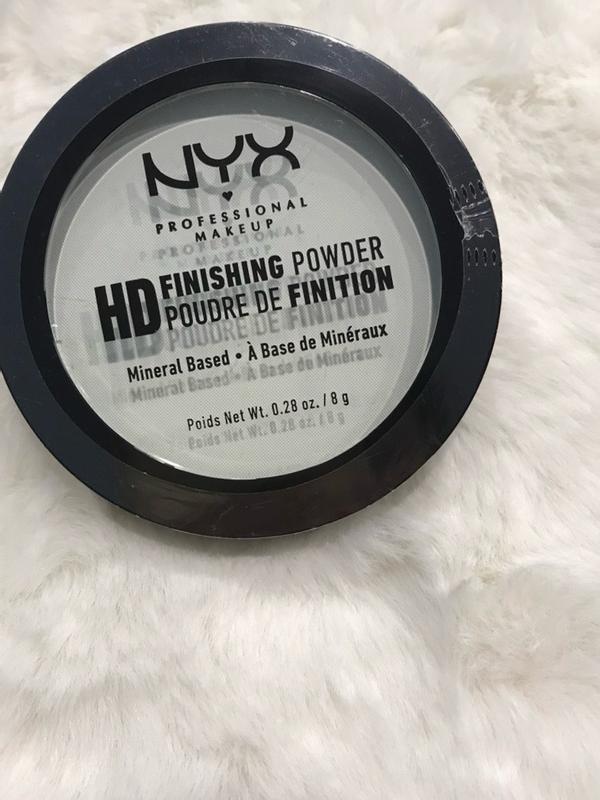 NYX
PROFESSIONAL
MAKEUP
HD FINISHING POWDER
POUDRE DE FINITION
Mineral Based • À Base de Minéraux
Poids Net Wt. 0.28 oz. / 8 g